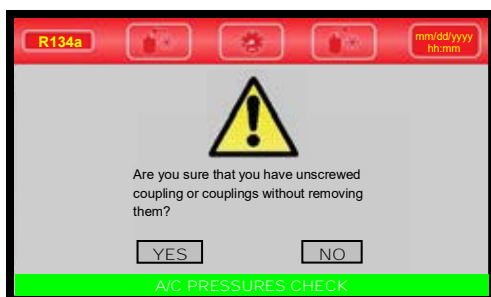 R134a
mm/dd/yyyy
hh:mm
Are you sure that you have unscrewed
coupling or couplings without removing
them?
YES NO
A/C PRESSURES CHECK